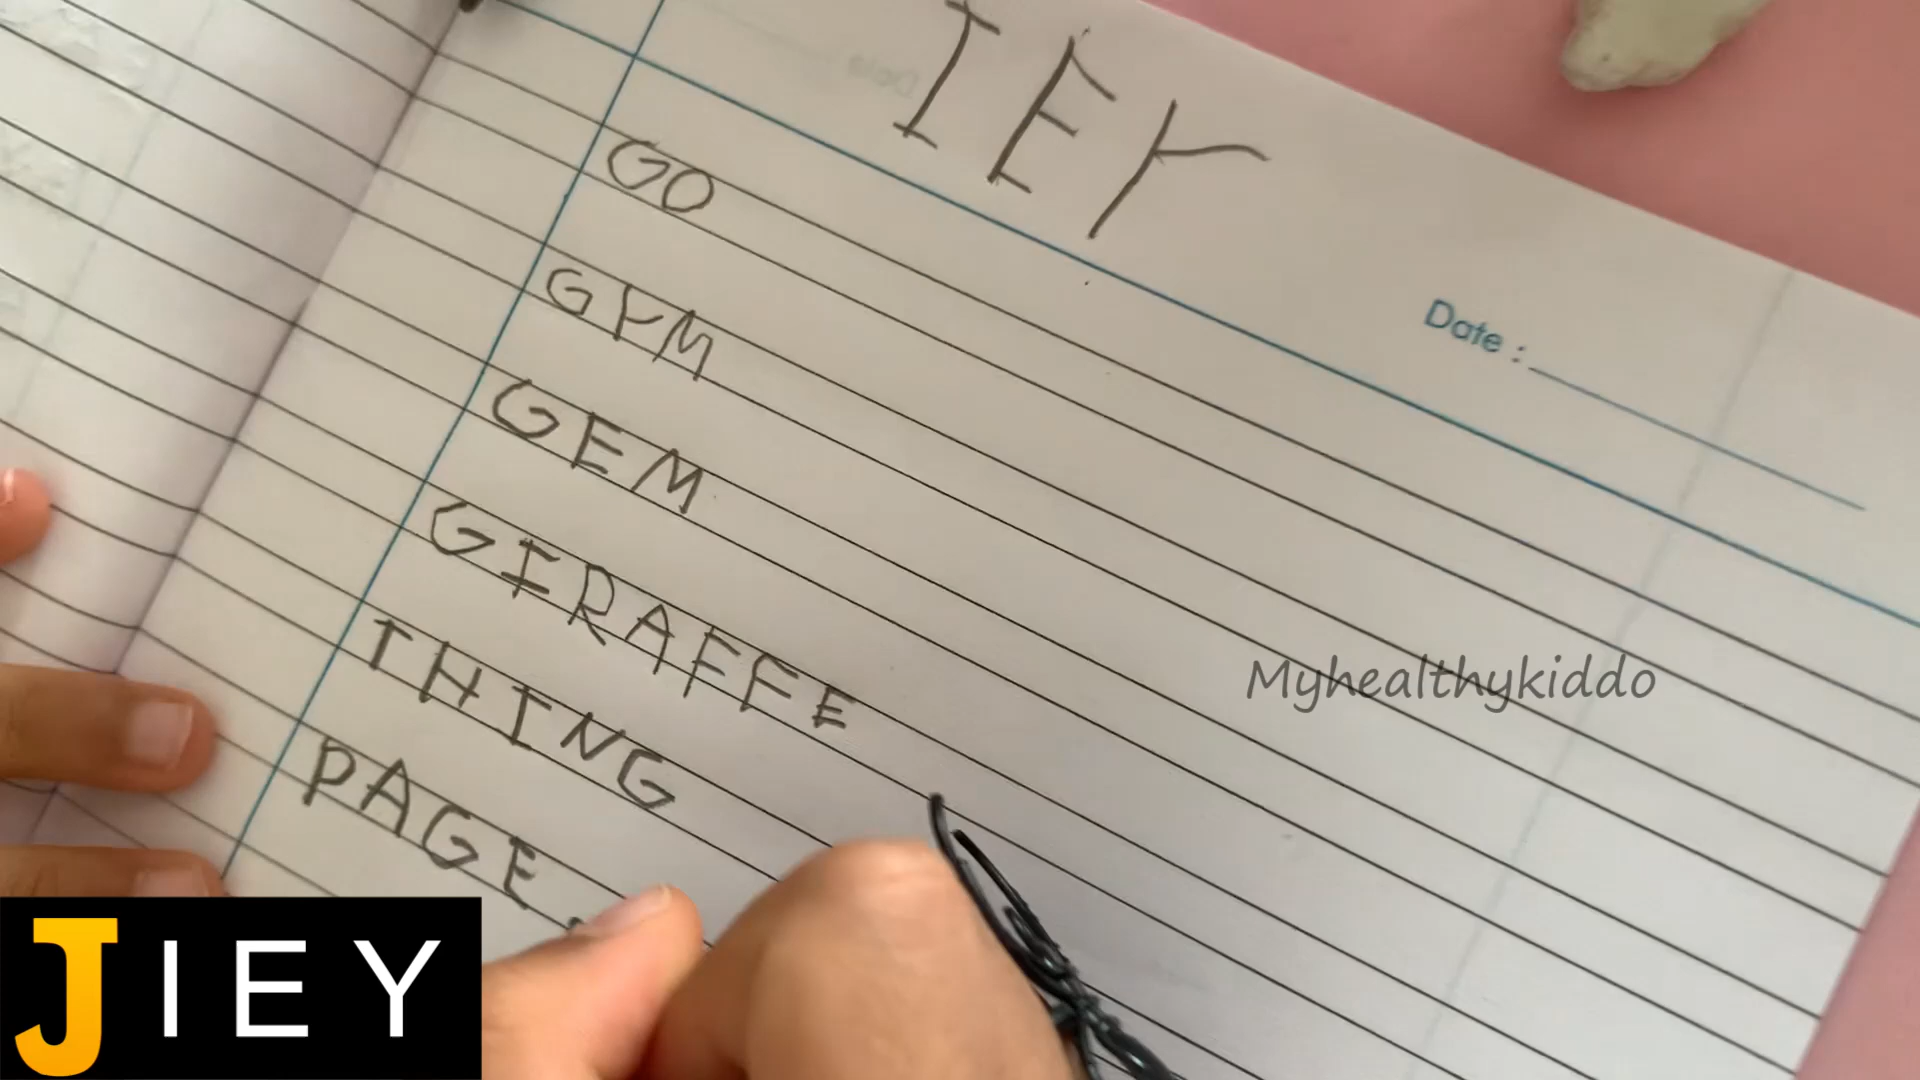 IEY
Date :
GO
GYM
GEM
GIRAFFE
THING
PAGE
Myhealthykiddo
JIEY